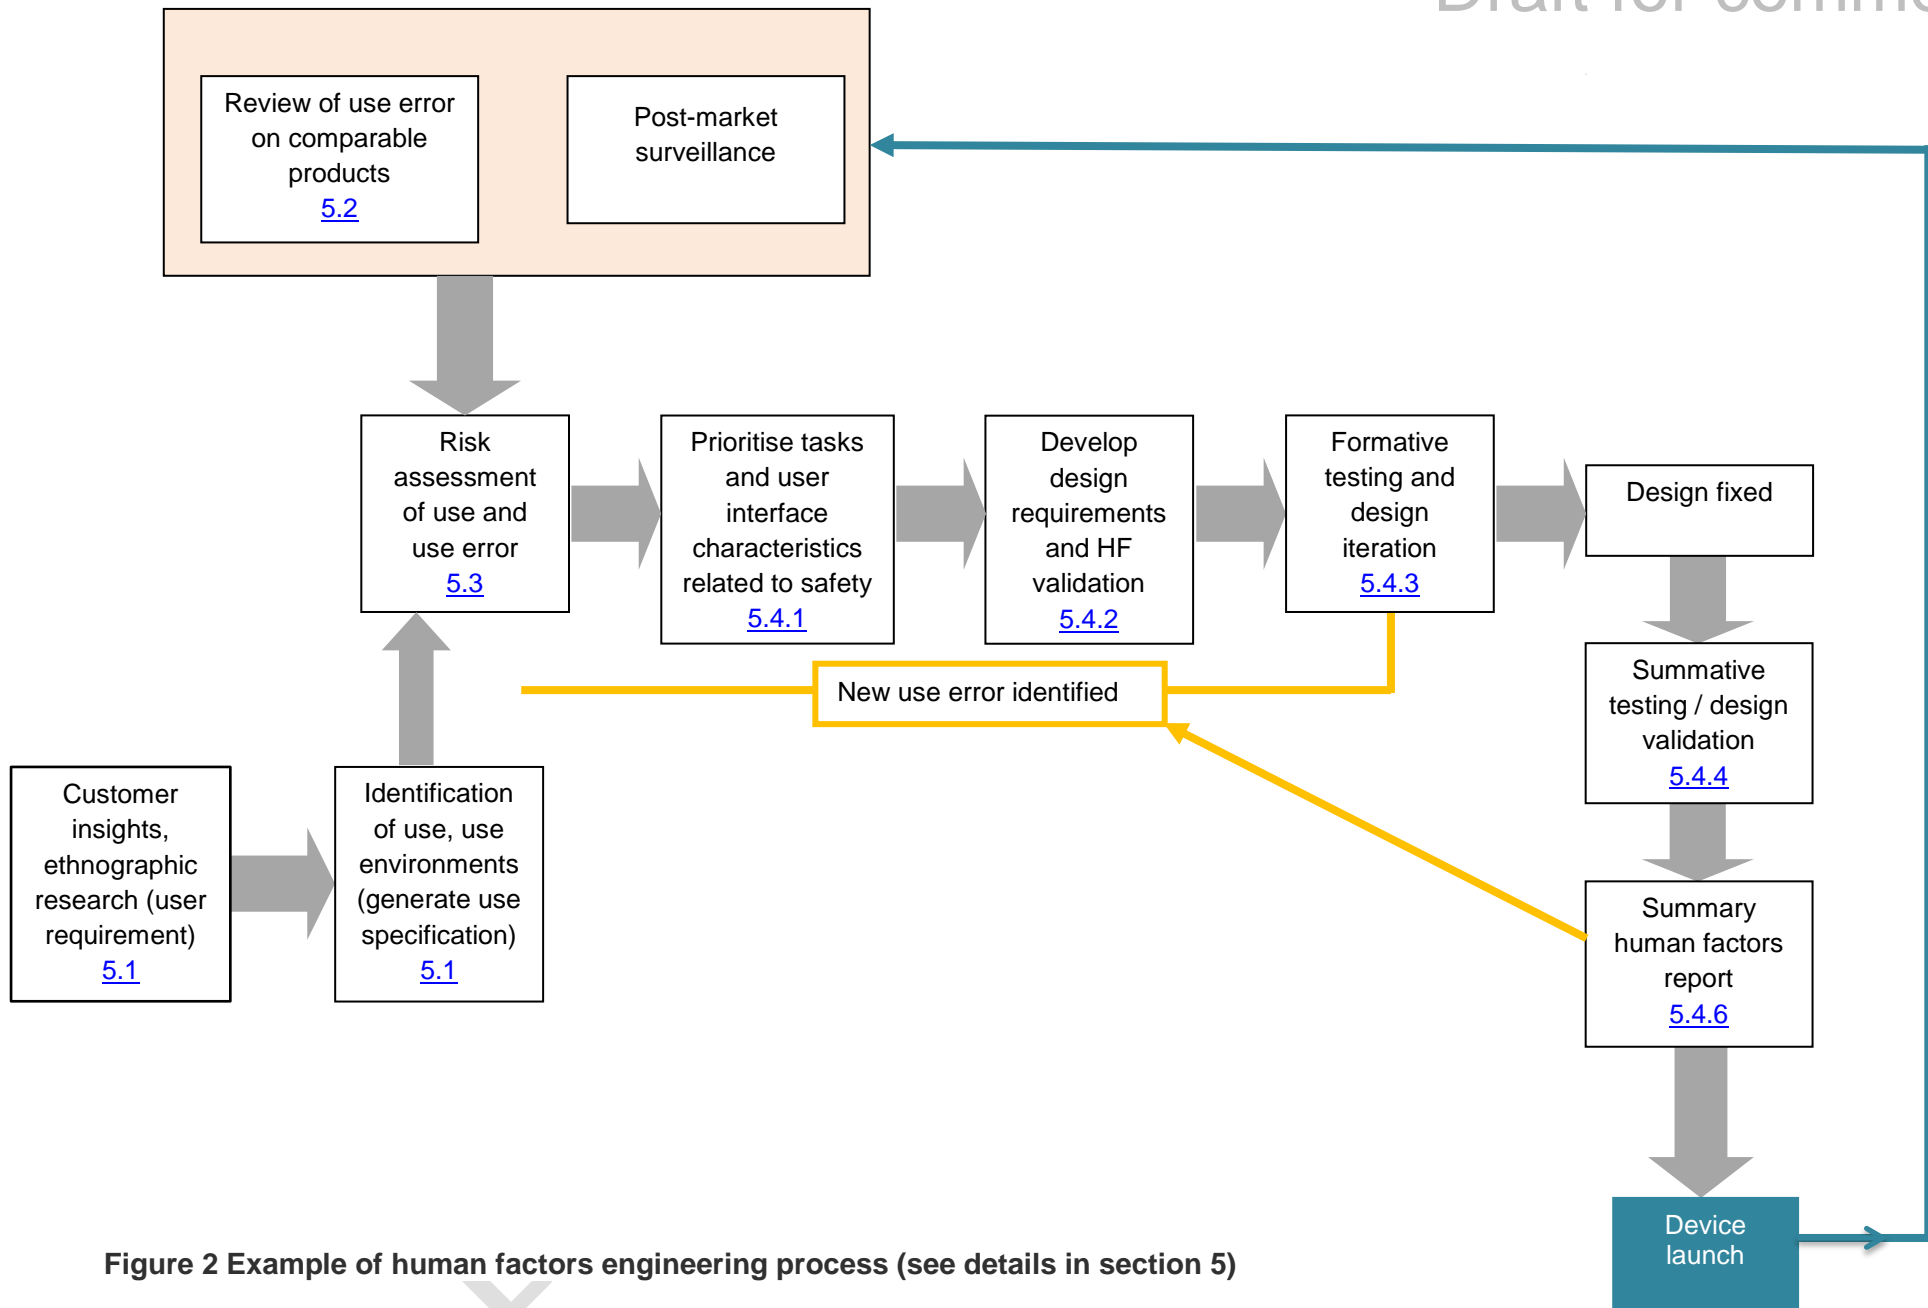 Draft for comme
Review of use error
on comparable
products
5.2
Post-market
surveillance
Risk
assessment
of use and
use error
5.3
Prioritise tasks
and user
interface
characteristics
related to safety
5.4.1
Develop
design
requirements
and HF
validation
5.4.2
Formative
testing and
design
iteration
5.4.3
Design fixed
New use error identified
Summative
testing / design
validation
5.4.4
Customer
insights,
ethnographic
research (user
requirement)
5.1
Identification
of use, use
environments
(generate use
specification)
5.1
Summary
human factors
report
5.4.6
Device
launch
Figure 2 Example of human factors engineering process (see details in section 5)